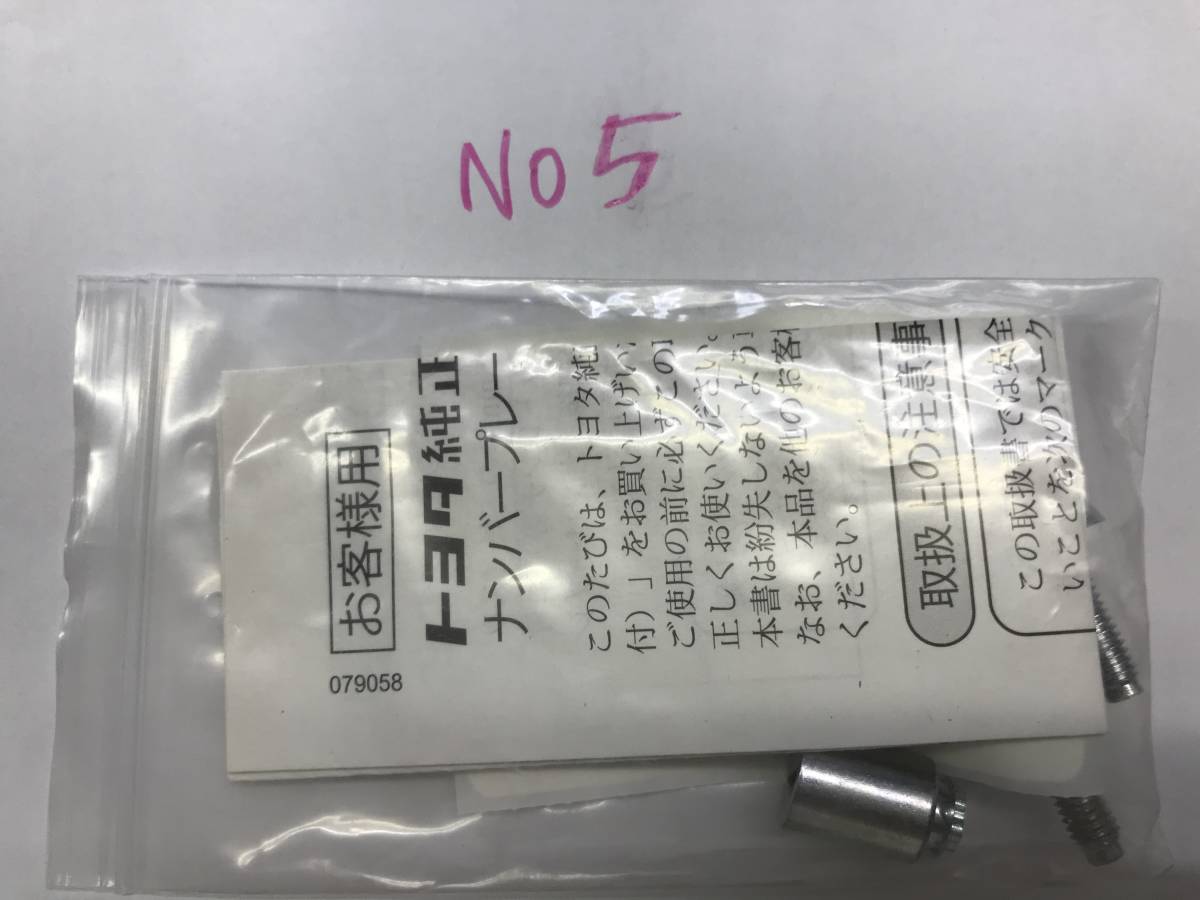 No 5
お客様用
079058
トヨタ純正
ナンバープレー
このたびは、トヨタ純正
付）」をお買い上げい
ご使用の前に必ずこの
正しくお使いください。
本書は紛失しないよう
なお、本品を他のお客
ください。
取扱上の注意事
この取扱書では安全
いことを次のマーク